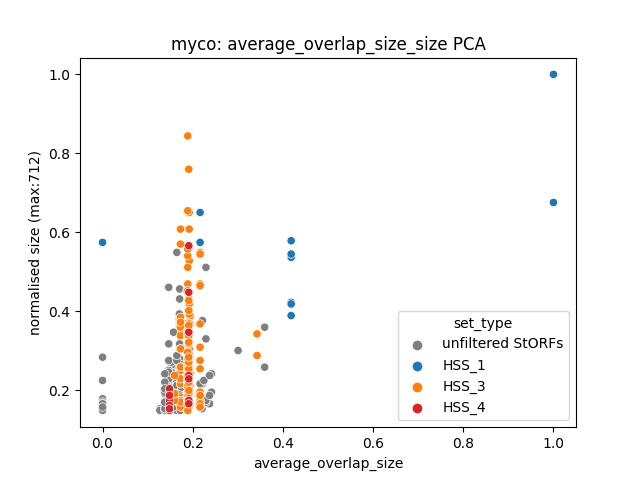 myco: average_overlap_size_size PCA
normalised size (max:712)
1.0
0.8
0.6
0.4
0.2
0.0
0.2
0.4
0.6
0.8
1.0
average_overlap_size
set_type
unfiltered StORFs
HSS_1
HSS_3
HSS_4